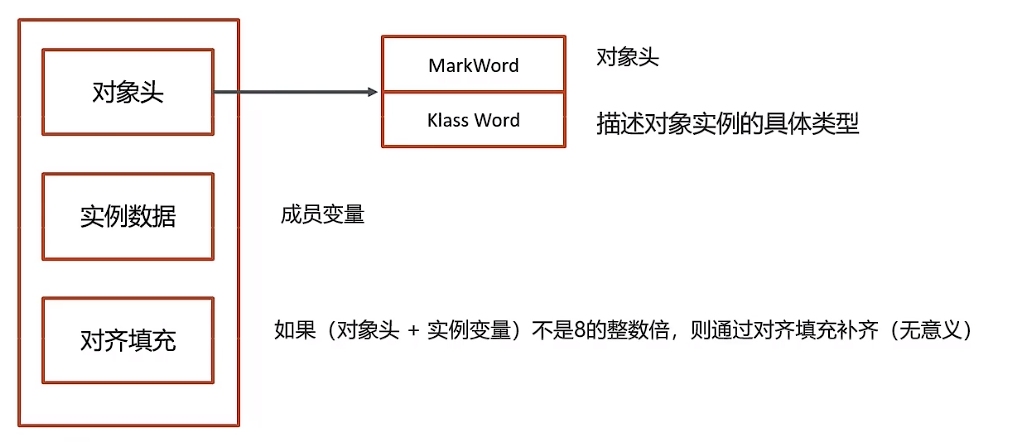 对象头
MarkWord
对象头
Klass Word
描述对象实例的具体类型
实例数据
成员变量
对齐填充
如果（对象头 + 实例变量）不是8的整数倍，则通过对齐填充补齐（无意义）